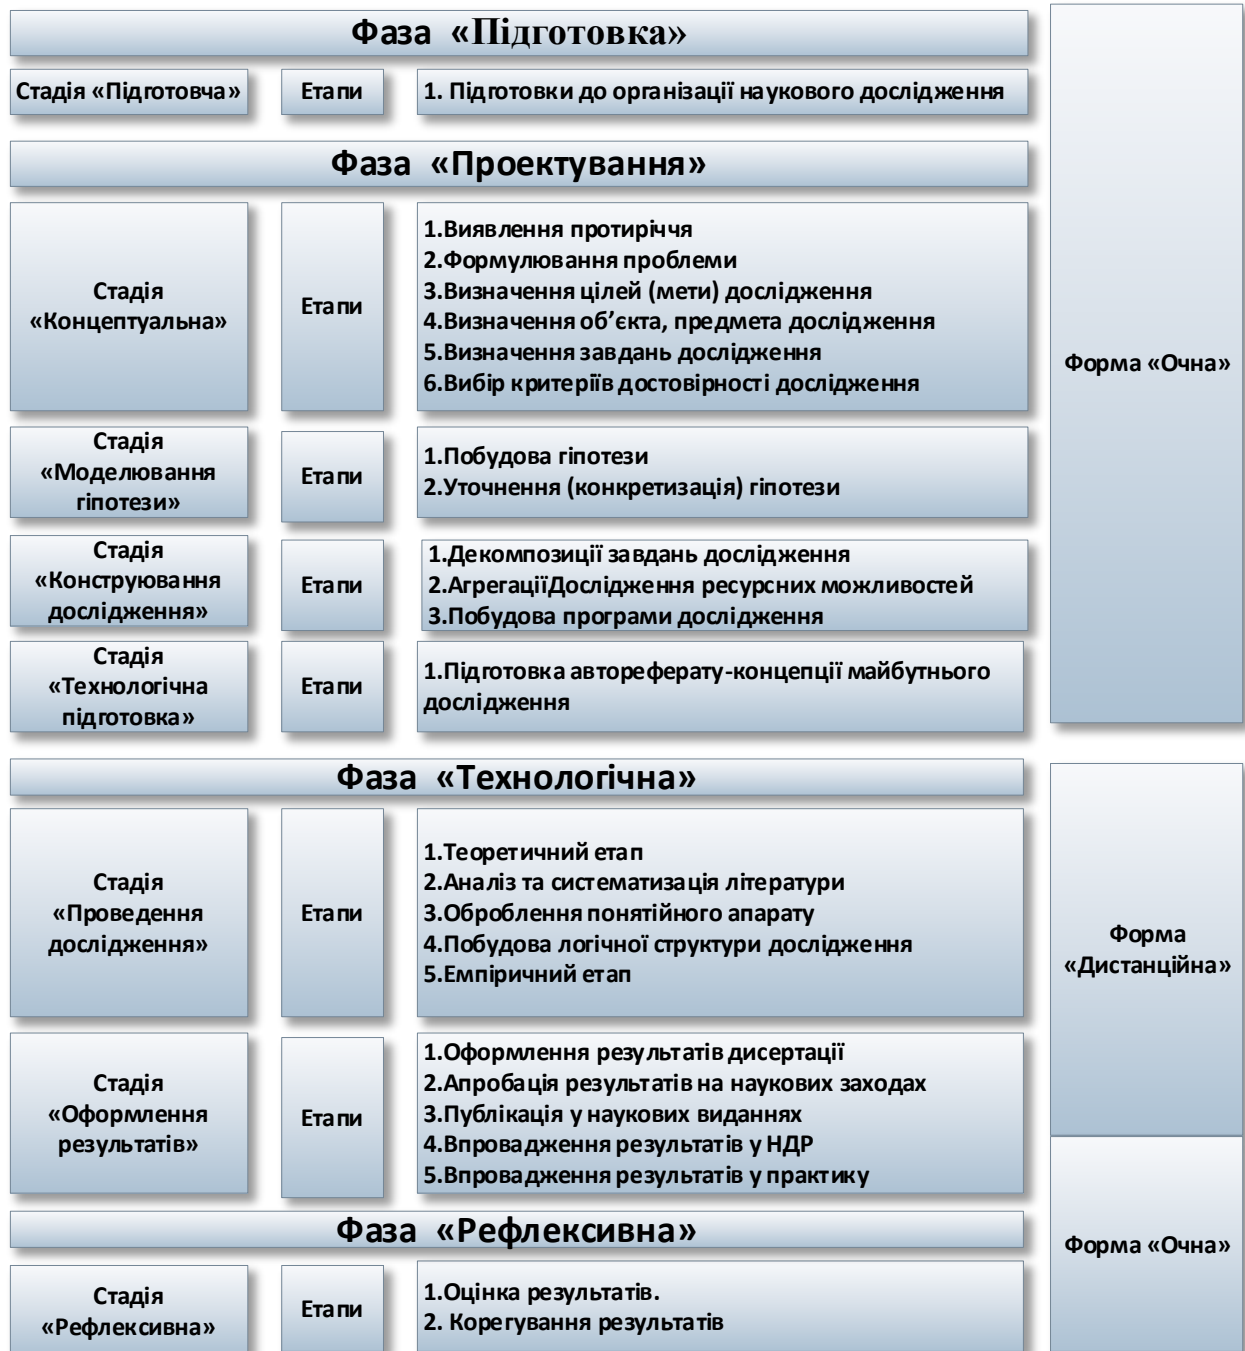 Фаза «Підготовка»
Стадія «Підготовча»
Етапи
1. Підготовки до організації наукового дослідження
Фаза «Проектування»
Стадія
«Концептуальна»
Етапи
1.Виявлення протиріччя
2.Формулювання проблеми
3.Визначення цілей (мети) дослідження
4.Визначення об’єкта, предмета дослідження
5.Визначення завдань дослідження
6.Вибір критеріїв достовірності дослідження
Стадія
«Моделювання
гіпотези»
Етапи
1.Побудова гіпотези
2.Уточнення (конкретизація) гіпотези
Стадія
«Конструювання
дослідження»
Етапи
1.Декомпозиції завдань дослідження
2.АгрегаціїДослідження ресурсних можливостей
3.Побудова програми дослідження
Стадія
«Технологічна
підготовка»
Етапи
1.Підготовка автореферату-концепції майбутнього
дослідження
Форма «Очна»
Фаза «Технологічна»
Стадія
«Проведення
дослідження»
Етапи
1.Теоретичний етап
2.Аналіз та систематизація літератури
3.Оброблення понятійного апарату
4.Побудова логічної структури дослідження
5.Емпіричний етап
Форма
«Дистанційна»
Стадія
«Оформлення
результатів»
Етапи
1.Оформлення результатів дисертації
2.Апробація результатів на наукових заходах
3.Публікація у наукових виданнях
4.Впровадження результатів у НДР
5.Впровадження результатів у практику
Фаза «Рефлексивна»
Стадія
«Рефлексивна»
Етапи
1.Оцінка результатів.
2. Корегування результатів
Форма «Очна»